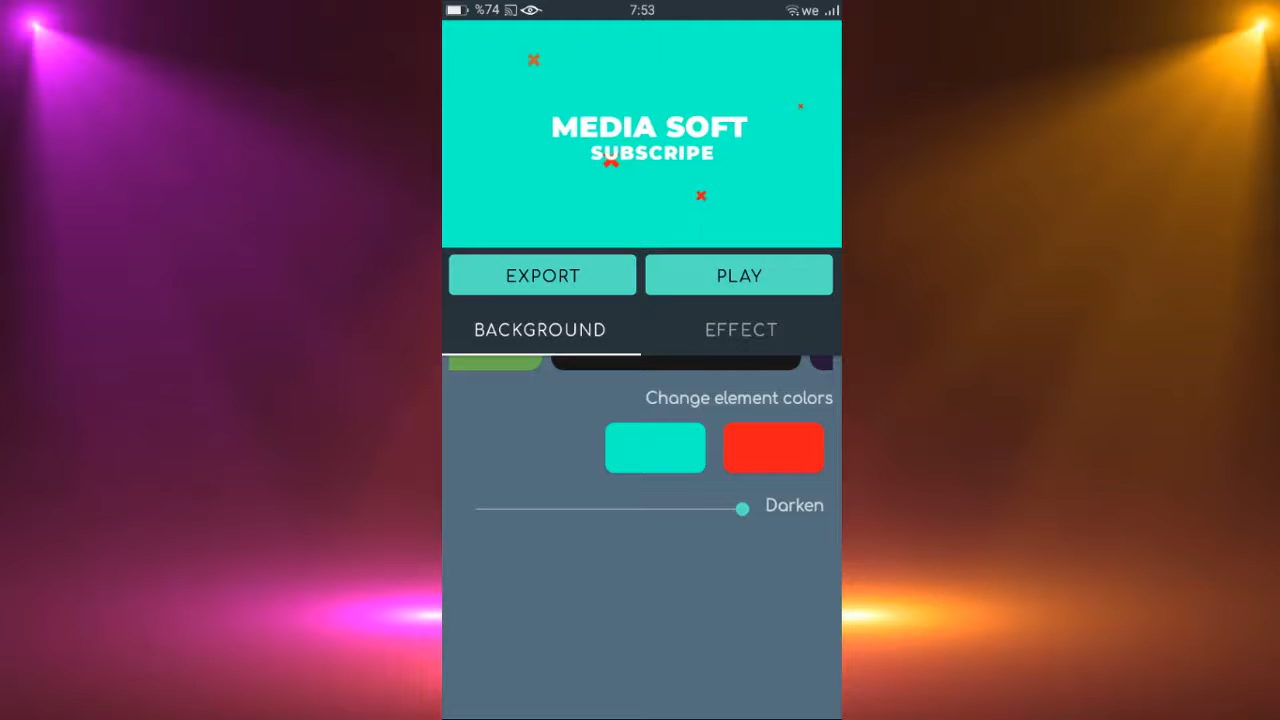 %74 7:53 we
MEDIA SOFT
SUBSCRIPE
EXPORT PLAY
BACKGROUND EFFECT
Change element colors
Darken